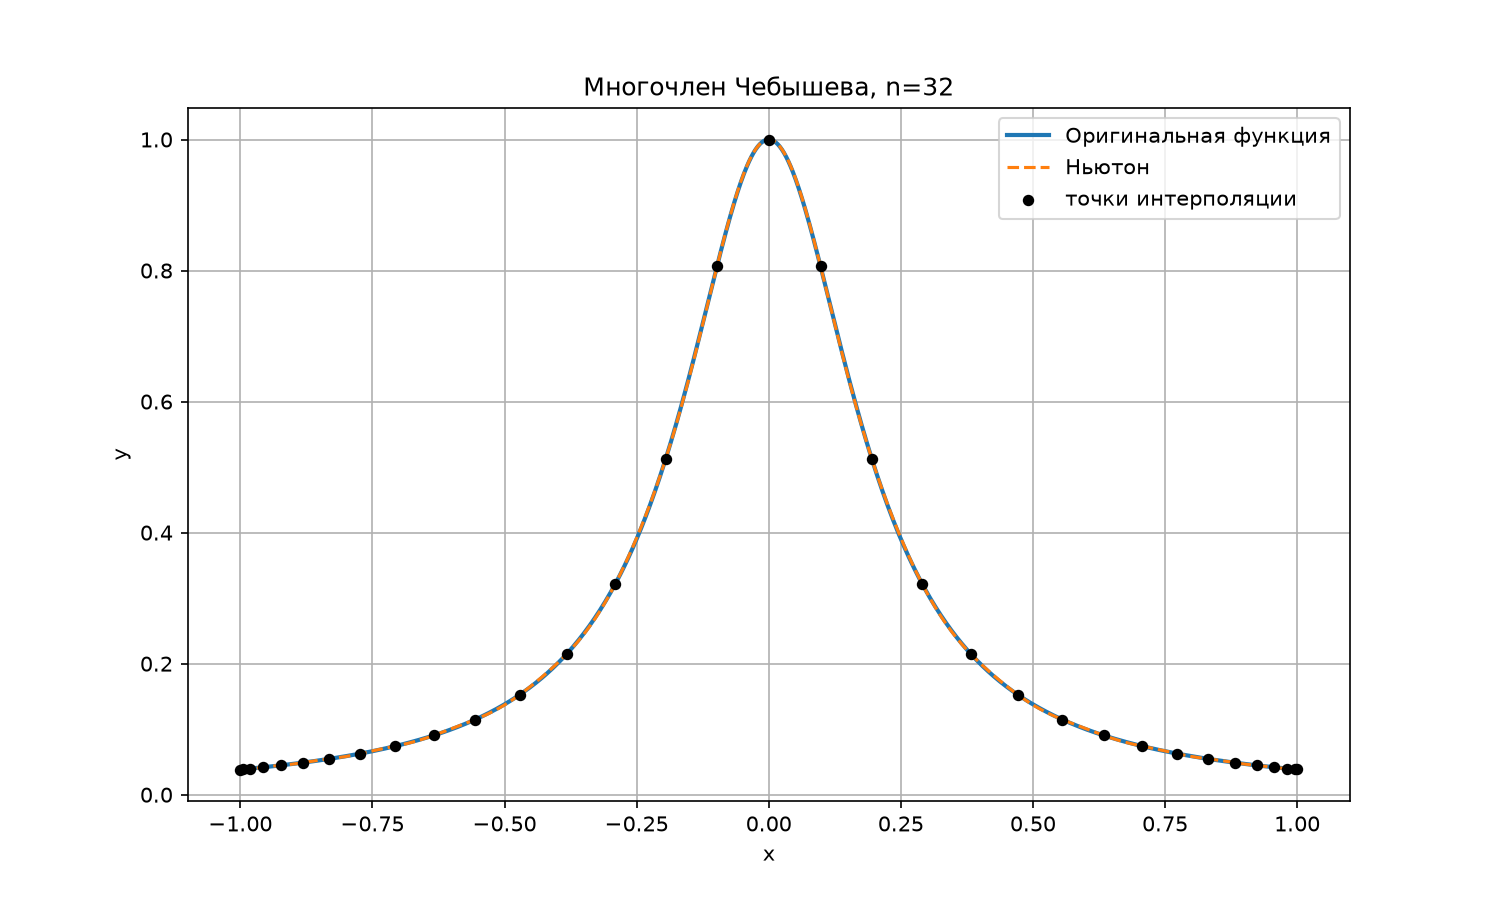 Многочлен Чебышева, n=32
Оригинальная функция
Ньютон
точки интерполяции
y
1.0
0.8
0.6
0.4
0.2
0.0
−1.00 −0.75 −0.50 −0.25 0.00 0.25 0.50 0.75 1.00
x